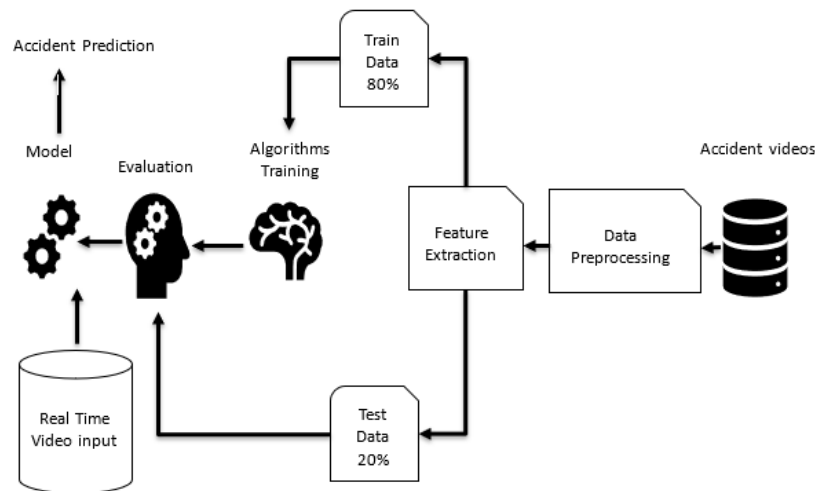 Accident Prediction
Train
Data
80%
Model
Evaluation
Algorithms
Training
Accident videos
Feature
Extraction
Data
Preprocessing
Real Time
Video input
Test
Data
20%